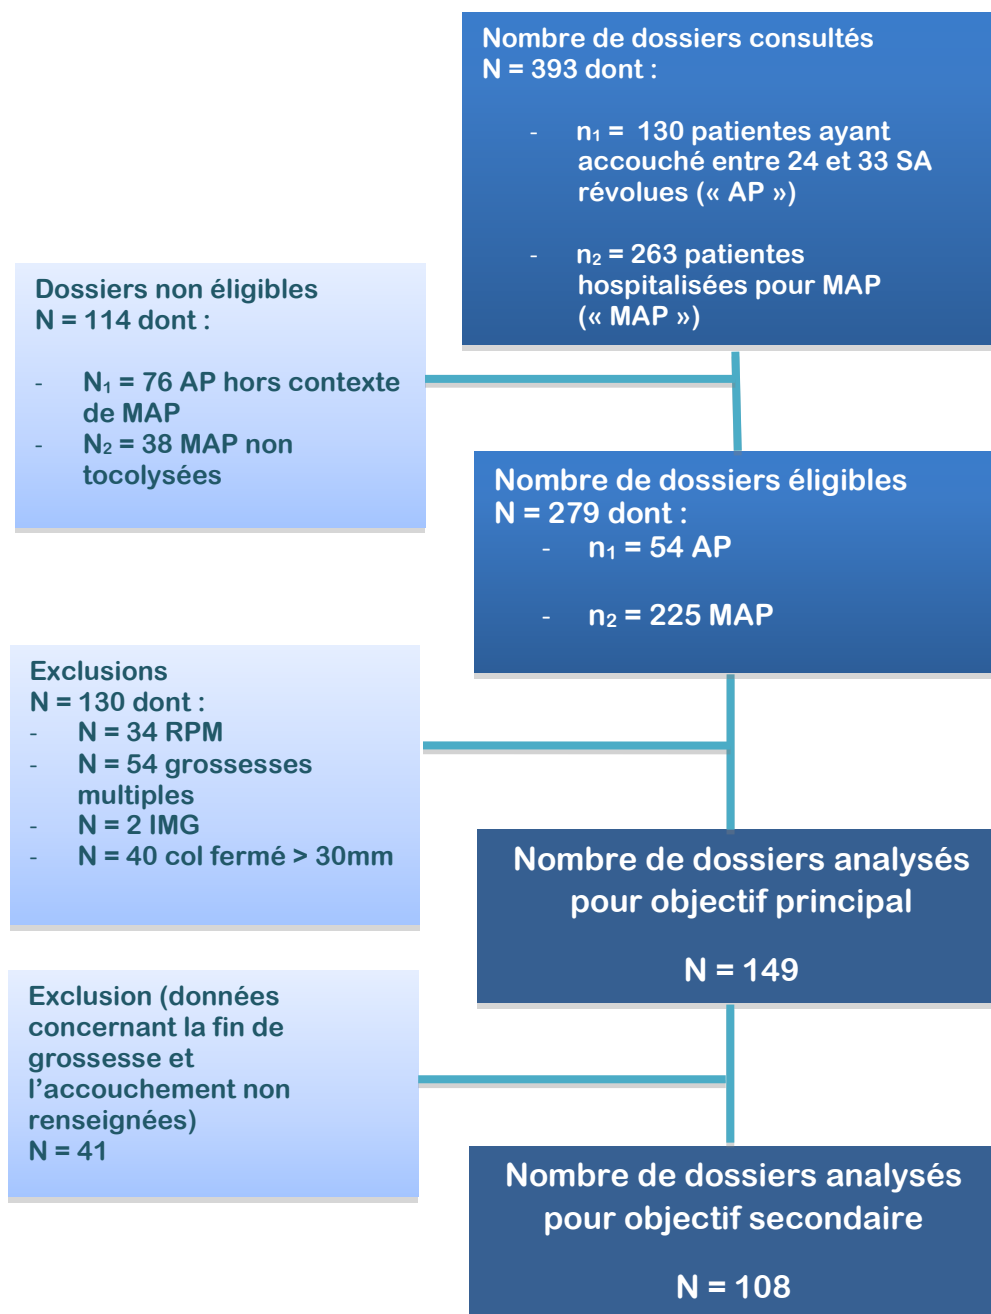 Nombre de dossiers consultés
N = 393 dont :
- n₁ = 130 patientes ayant
accouché entre 24 et 33 SA
révolues (« AP »)
- n₂ = 263 patientes
hospitalisées pour MAP
(« MAP »)
Dossiers non éligibles
N = 114 dont :
- N₁ = 76 AP hors contexte
de MAP
- N₂ = 38 MAP non
tocolysées
Nombre de dossiers éligibles
N = 279 dont :
- n₁ = 54 AP
- n₂ = 225 MAP
Exclusions
N = 130 dont :
- N = 34 RPM
- N = 54 grossesses
multiples
- N = 2 IMG
- N = 40 col fermé > 30mm
Nombre de dossiers analysés
pour objectif principal
N = 149
Exclusion (données
concernant la fin de
grossesse et
l’accouchement non
renseignées)
N = 41
Nombre de dossiers analysés
pour objectif secondaire
N = 108